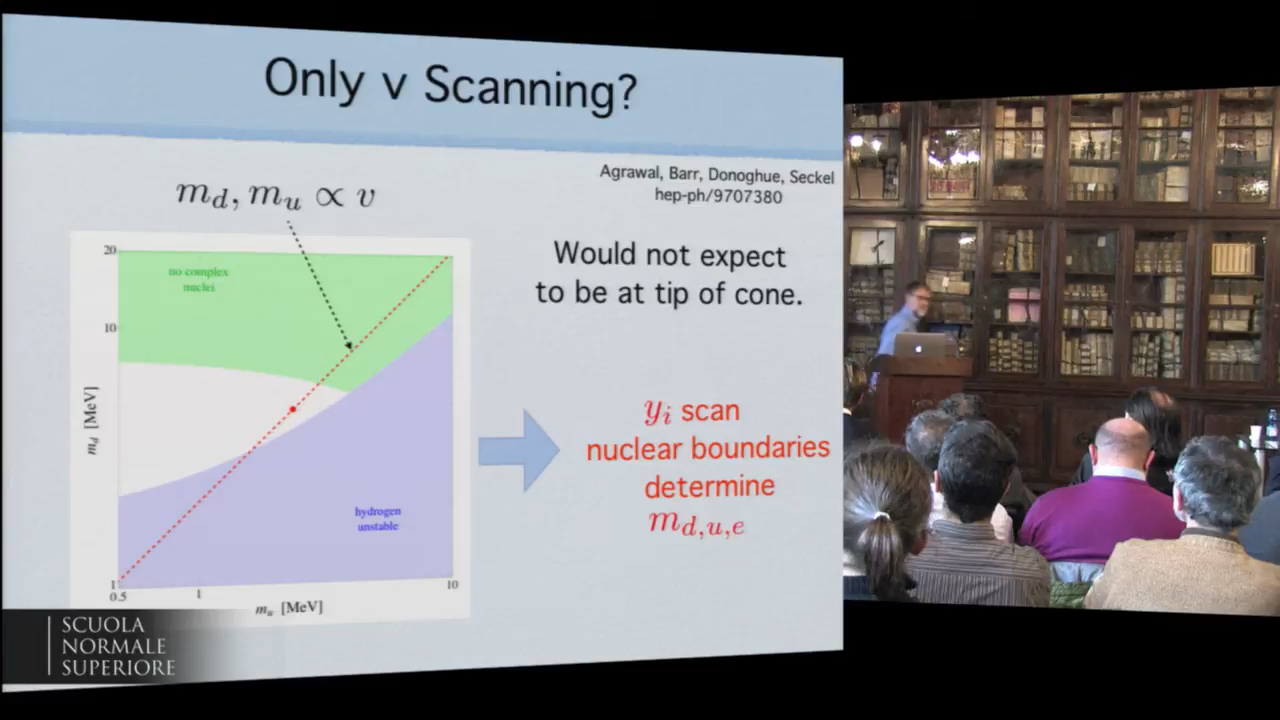 Only v Scanning?
Agrawal, Barr, Donoghue, Seckel
hep-ph/9707380
m_d, m_u ∝ v
Would not expect
to be at tip of cone.
20
no complex
nuclei
10
m_d [MeV]
hydrogen
unstable
1
0.5
1
10
m_u [MeV]
y_i scan
nuclear boundaries
determine
m_{d,u,e}
SCUOLA
NORMALE
SUPERIORE